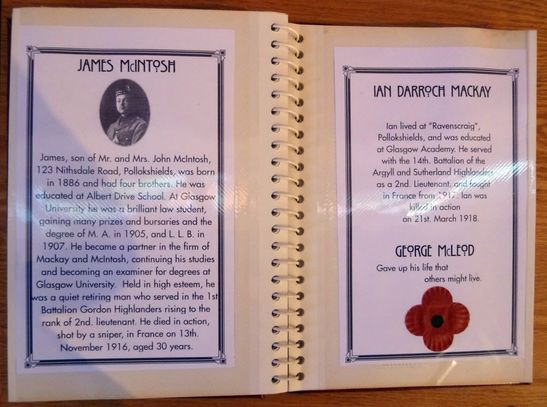 JAMES McINTOSH
James, son of Mr. and Mrs. John McIntosh,
123 Nithsdale Road, Pollokshields, was born
in 1886 and had four brothers. He was
educated at Albert Drive School. At Glasgow
University he was a brilliant law student,
gaining many prizes and bursaries and the
degree of M. A. in 1905, and L. L. B. in
1907. He became a partner in the firm of
Mackay and McIntosh, continuing his studies
and becoming an examiner for degrees at
Glasgow University. Held in high esteem, he
was a quiet retiring man who served in the 1st
Battalion Gordon Highlanders rising to the
rank of 2nd. lieutenant. He died in action,
shot by a sniper, in France on 13th.
November 1916, aged 30 years.
IAN DARROCH MACKAY
Ian lived at "Ravenscraig",
Pollokshields, and was educated
at Glasgow Academy. He served
with the 14th. Battalion of the
Argyll and Sutherland Highlanders
as a 2nd. Lieutenant, and fought
in France from 1917. Ian was
killed in action
on 21st. March 1918.
GEORGE McLEOD
Gave up his life that
others might live.